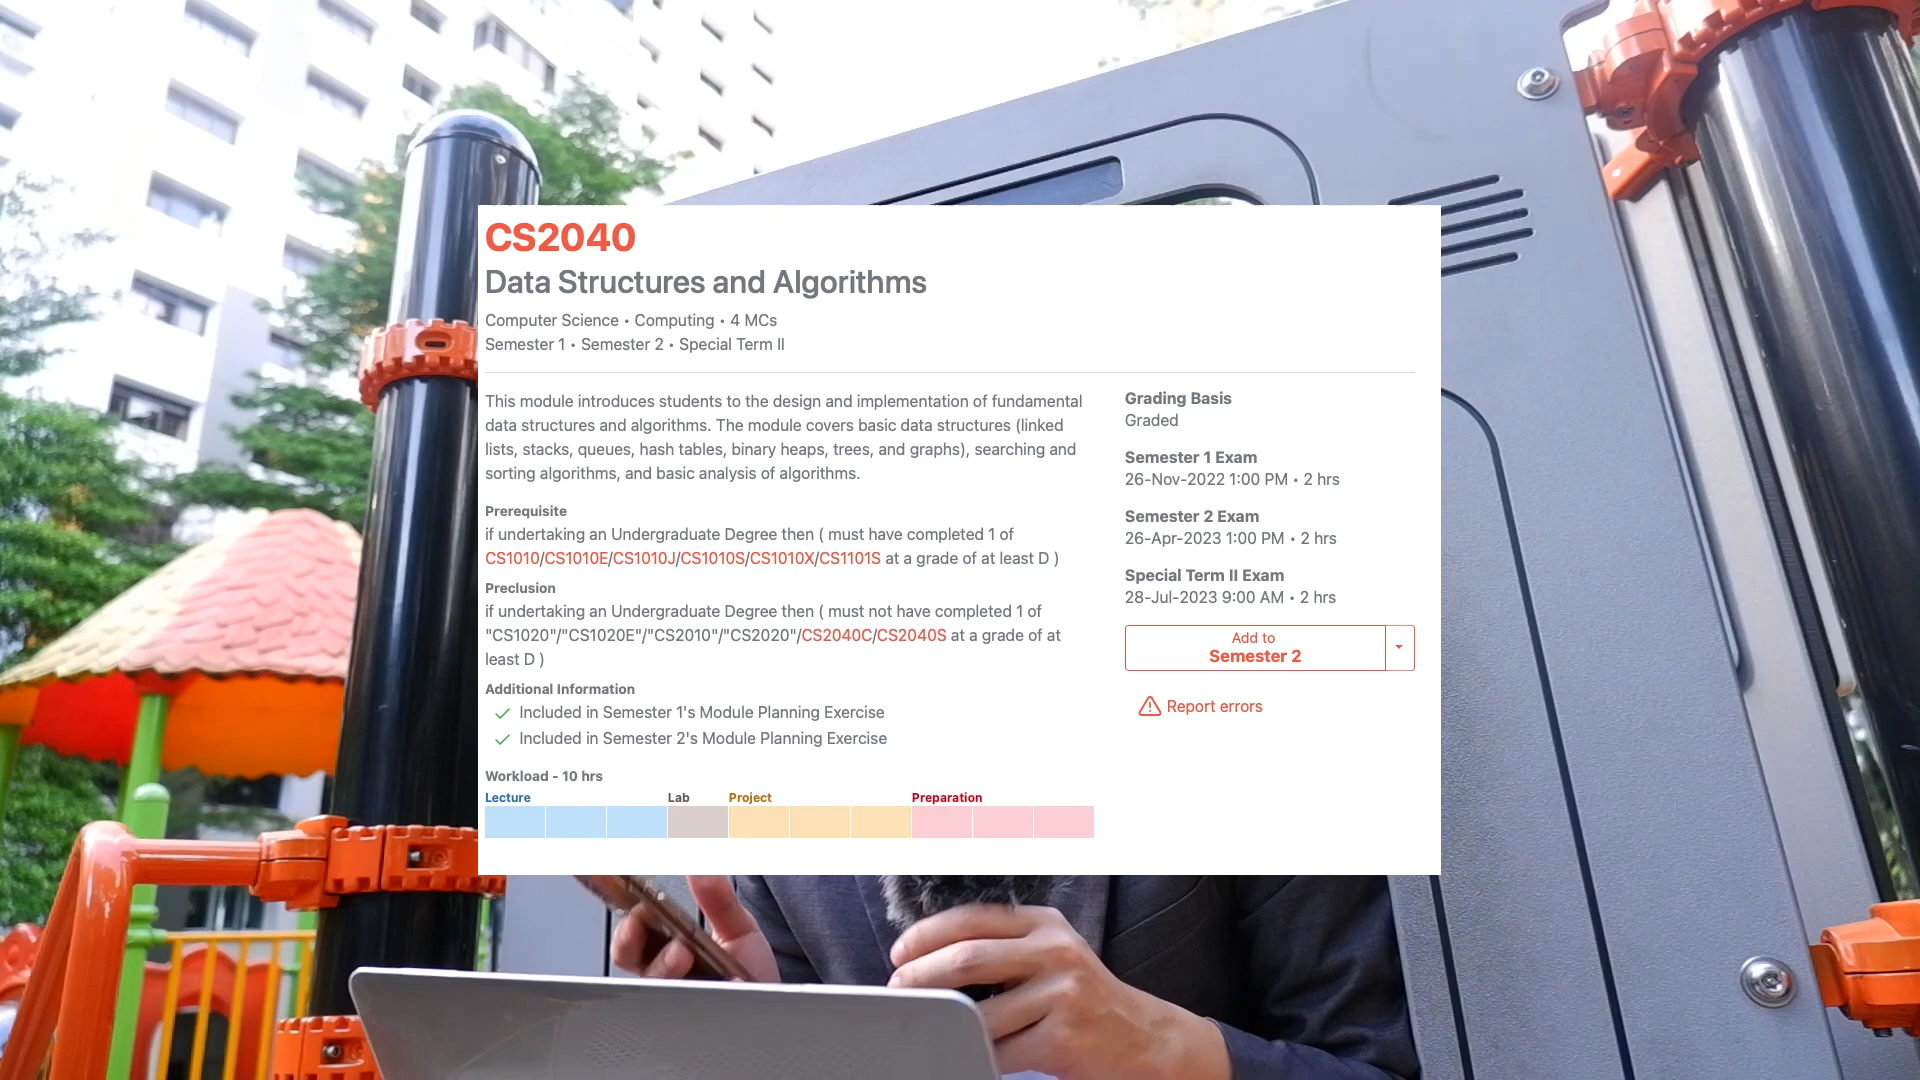 CS2040
Data Structures and Algorithms
Computer Science • Computing • 4 MCs
Semester 1 • Semester 2 • Special Term II
This module introduces students to the design and implementation of fundamental
data structures and algorithms. The module covers basic data structures (linked
lists, stacks, queues, hash tables, binary heaps, trees, and graphs), searching and
sorting algorithms, and basic analysis of algorithms.
Prerequisite
if undertaking an Undergraduate Degree then ( must have completed 1 of
CS1010/CS1010E/CS1010J/CS1010S/CS1010X/CS1101S at a grade of at least D )
Preclusion
if undertaking an Undergraduate Degree then ( must not have completed 1 of
"CS1020"/"CS1020E"/"CS2010"/"CS2020"/CS2040C/CS2040S at a grade of at
least D )
Additional Information
Included in Semester 1's Module Planning Exercise
Included in Semester 2's Module Planning Exercise
Workload - 10 hrs
Lecture Lab Project Preparation
Grading Basis
Graded
Semester 1 Exam
26-Nov-2022 1:00 PM • 2 hrs
Semester 2 Exam
26-Apr-2023 1:00 PM • 2 hrs
Special Term II Exam
28-Jul-2023 9:00 AM • 2 hrs
Add to
Semester 2
Report errors